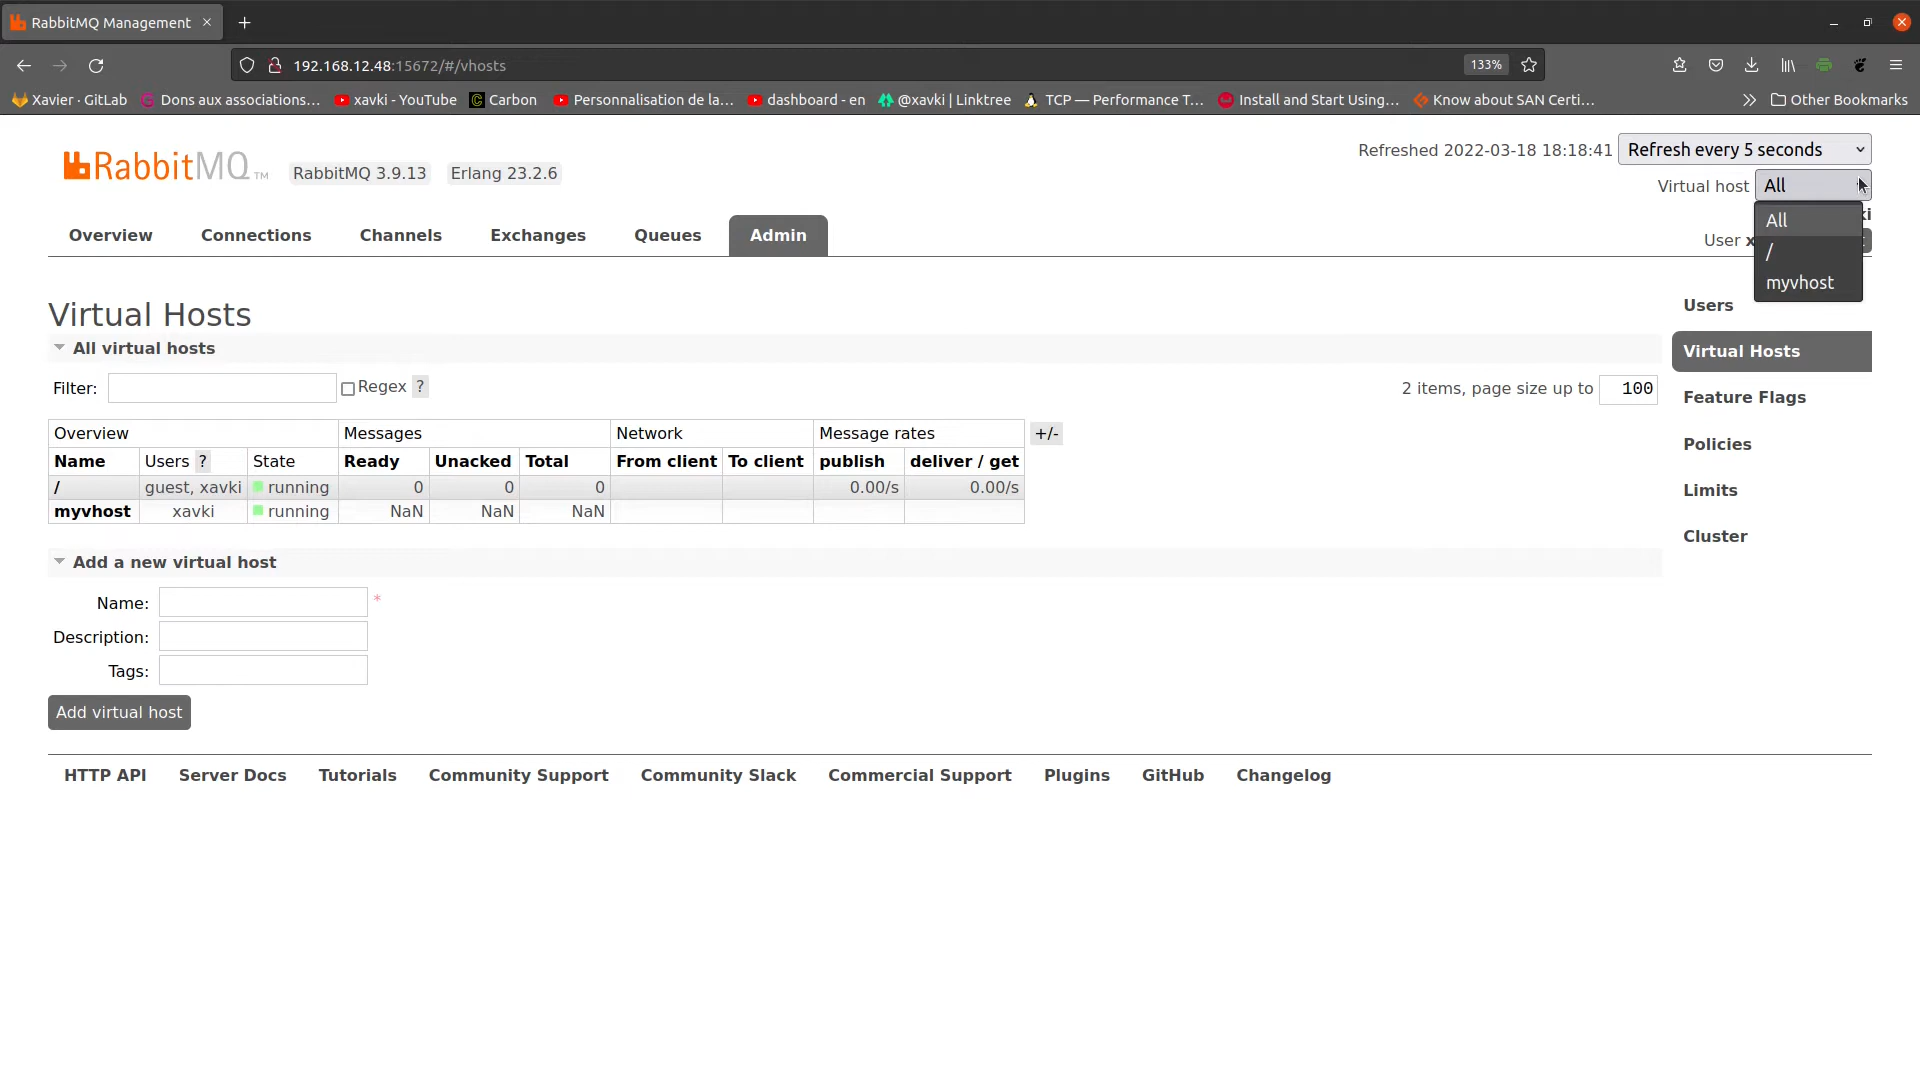 RabbitMQ Management
192.168.12.48:15672/#/vhosts
133%
Xavier · GitLab
Dons aux associations…
xavki - YouTube
Carbon
Personnalisation de la…
dashboard - en
@xavki | Linktree
TCP — Performance T…
Install and Start Using…
Know about SAN Certi…
Other Bookmarks
RabbitMQ TM
RabbitMQ 3.9.13
Erlang 23.2.6
Refreshed 2022-03-18 18:18:41
Refresh every 5 seconds
Virtual host
All
All
/
myvhost
ki
User x
Overview
Connections
Channels
Exchanges
Queues
Admin
Virtual Hosts
All virtual hosts
Filter:
Regex ?
2 items, page size up to 100
Overview Messages Network Message rates +/-
Name Users ? State Ready Unacked Total From client To client publish deliver / get
/ guest, xavki running 0 0 0 0.00/s 0.00/s
myvhost xavki running NaN NaN NaN
Add a new virtual host
Name: *
Description:
Tags:
Add virtual host
Users
Virtual Hosts
Feature Flags
Policies
Limits
Cluster
HTTP API
Server Docs
Tutorials
Community Support
Community Slack
Commercial Support
Plugins
GitHub
Changelog